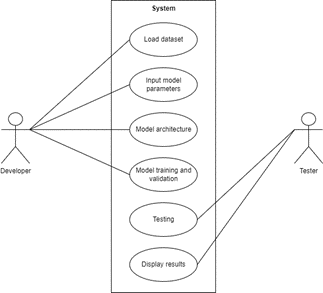 System
Load dataset
Input model
parameters
Model architecture
Developer
Tester
Model training and
validation
Testing
Display results